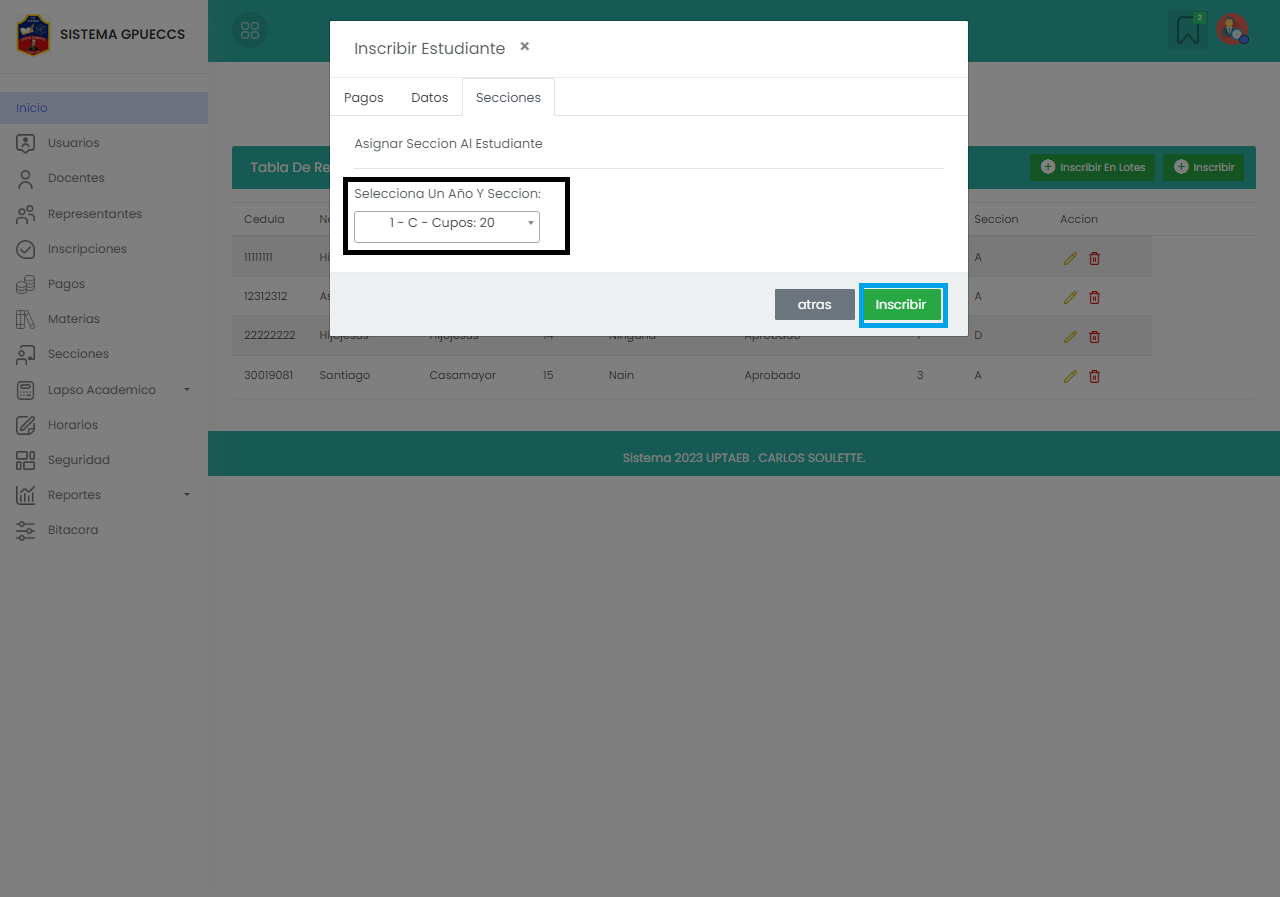 SISTEMA GPUECCS
2
Inicio
Usuarios
Docentes
Representantes
Inscripciones
Pagos
Materias
Secciones
Lapso Academico
Horarios
Seguridad
Reportes
Bitacora
Inscribir Estudiante ×
Pagos Datos Secciones
Asignar Seccion Al Estudiante
Selecciona Un Año Y Seccion:
1 - C - Cupos: 20
atras Inscribir
Tabla De Re
Inscribir En Lotes Inscribir
Cedula Seccion Accion
11111111 Hi A
12312312 A
22222222 Hijojesus Hijojesus 14 Ninguna Aprobado 1 D
30019081 Santiago Casamayor 15 Nain Aprobado 3 A
Sistema 2023 UPTAEB . CARLOS SOULETTE.